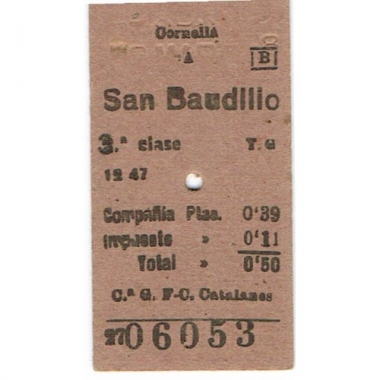 Cornellá
A
B
San Baudilio
3.ª clase T. G
12 47
Compañía Ptas. 0'39
Impuesto » 0'11
Total » 0'50
C.ª G. F-C. Catalanes
27 06053